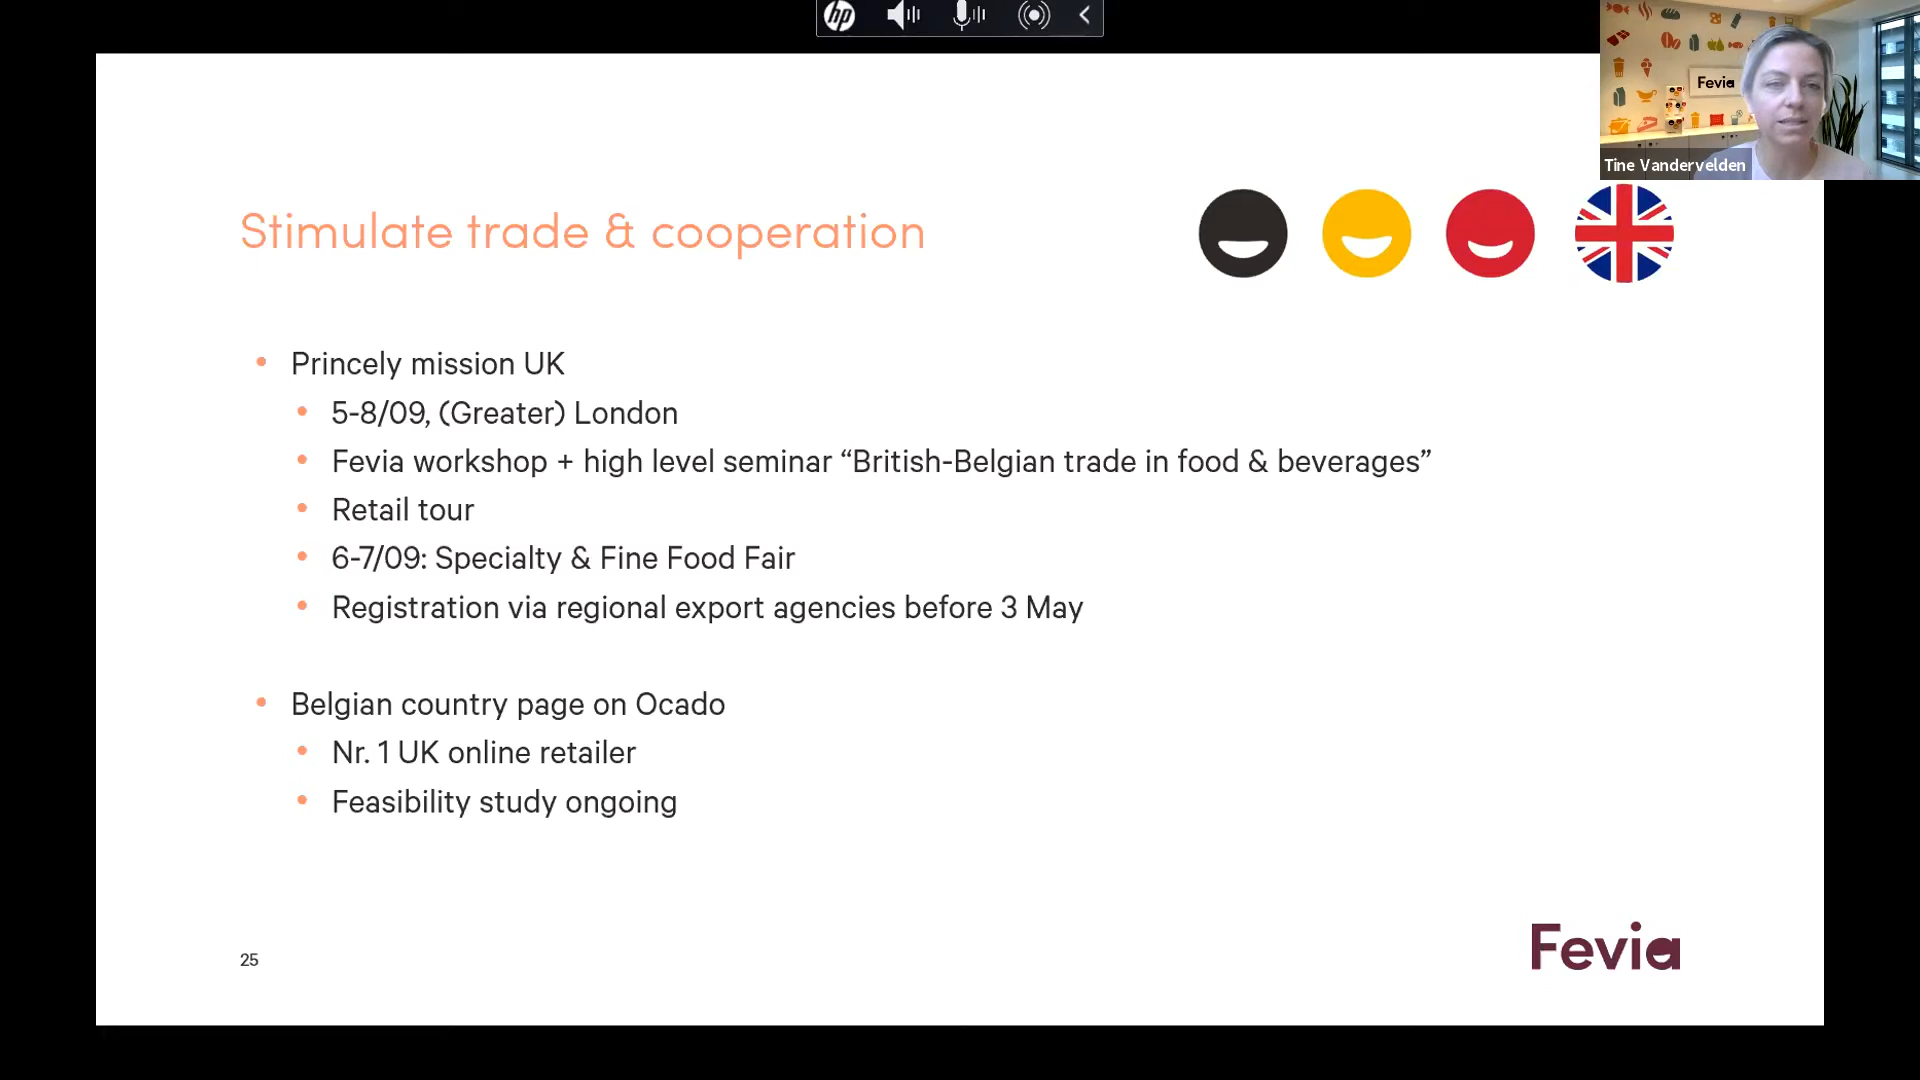 hp
Fevia
Tine Vandervelden
Stimulate trade & cooperation
• Princely mission UK
• 5-8/09, (Greater) London
• Fevia workshop + high level seminar “British-Belgian trade in food & beverages”
• Retail tour
• 6-7/09: Specialty & Fine Food Fair
• Registration via regional export agencies before 3 May
• Belgian country page on Ocado
• Nr. 1 UK online retailer
• Feasibility study ongoing
25
Fevia